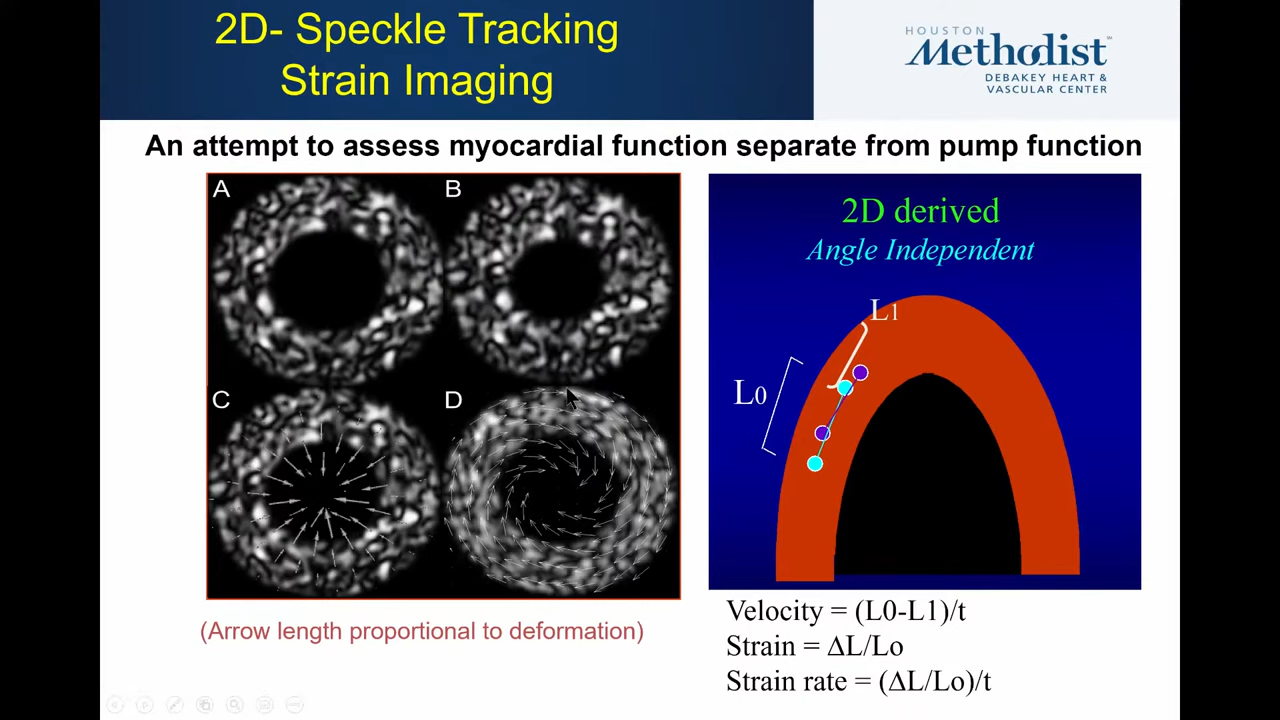 2D- Speckle Tracking
Strain Imaging
HOUSTON
Methodist
DEBAKEY HEART &
VASCULAR CENTER
An attempt to assess myocardial function separate from pump function
A
B
C
D
(Arrow length proportional to deformation)
2D derived
Angle Independent
L1
L0
Velocity = (L0-L1)/t
Strain = ΔL/Lo
Strain rate = (ΔL/Lo)/t